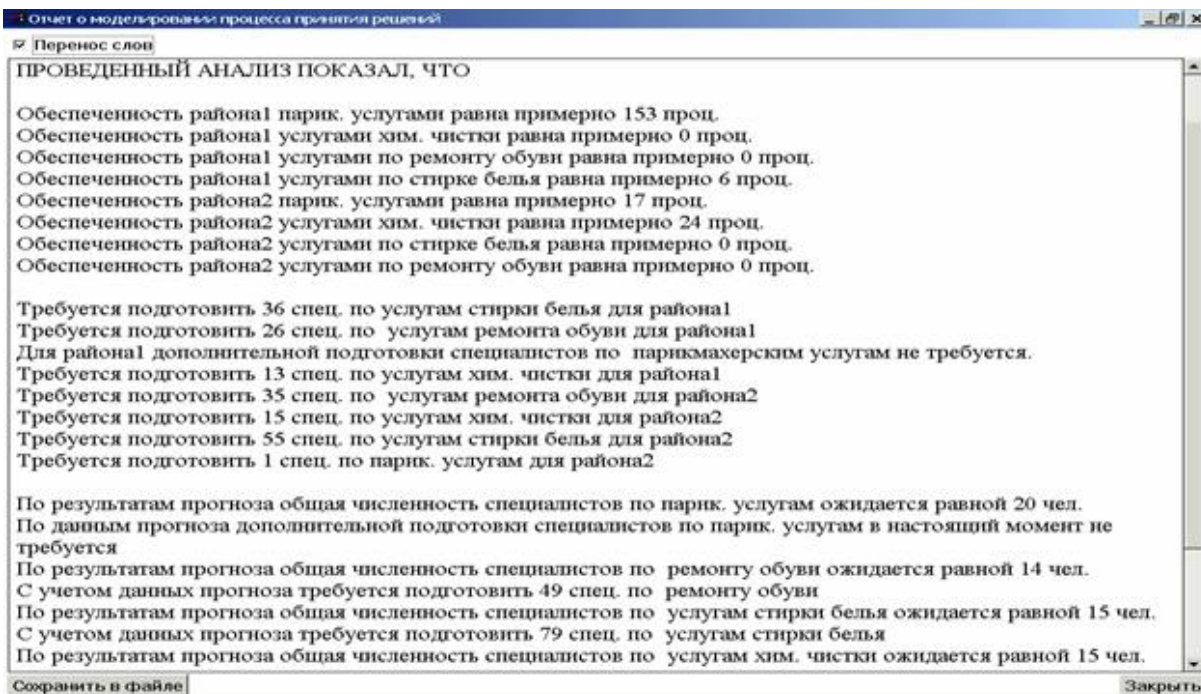 Отчет о моделировании процесса принятия решений
Перенос слов
ПРОВЕДЕННЫЙ АНАЛИЗ ПОКАЗАЛ, ЧТО
Обеспеченность района1 парик. услугами равна примерно 153 проц.
Обеспеченность района1 услугами хим. чистки равна примерно 0 проц.
Обеспеченность района1 услугами по ремонту обуви равна примерно 0 проц.
Обеспеченность района1 услугами по стирке белья равна примерно 6 проц.
Обеспеченность района2 парик. услугами равна примерно 17 проц.
Обеспеченность района2 услугами хим. чистки равна примерно 24 проц.
Обеспеченность района2 услугами по стирке белья равна примерно 0 проц.
Обеспеченность района2 услугами по ремонту обуви равна примерно 0 проц.
Требуется подготовить 36 спец. по услугам стирки белья для района1
Требуется подготовить 26 спец. по услугам ремонта обуви для района1
Для района1 дополнительной подготовки специалистов по парикмахерским услугам не требуется.
Требуется подготовить 13 спец. по услугам хим. чистки для района1
Требуется подготовить 35 спец. по услугам ремонта обуви для района2
Требуется подготовить 15 спец. по услугам хим. чистки для района2
Требуется подготовить 55 спец. по услугам стирки белья для района2
Требуется подготовить 1 спец. по парик. услугам для района2
По результатам прогноза общая численность специалистов по парик. услугам ожидается равной 20 чел.
По данным прогноза дополнительной подготовки специалистов по парик. услугам в настоящий момент не
требуется
По результатам прогноза общая численность специалистов по ремонту обуви ожидается равной 14 чел.
С учетом данных прогноза требуется подготовить 49 спец. по ремонту обуви
По результатам прогноза общая численность специалистов по услугам стирки белья ожидается равной 15 чел.
С учетом данных прогноза требуется подготовить 79 спец. по услугам стирки белья
По результатам прогноза общая численность специалистов по услугам хим. чистки ожидается равной 15 чел.
Сохранить в файле
Закрыть